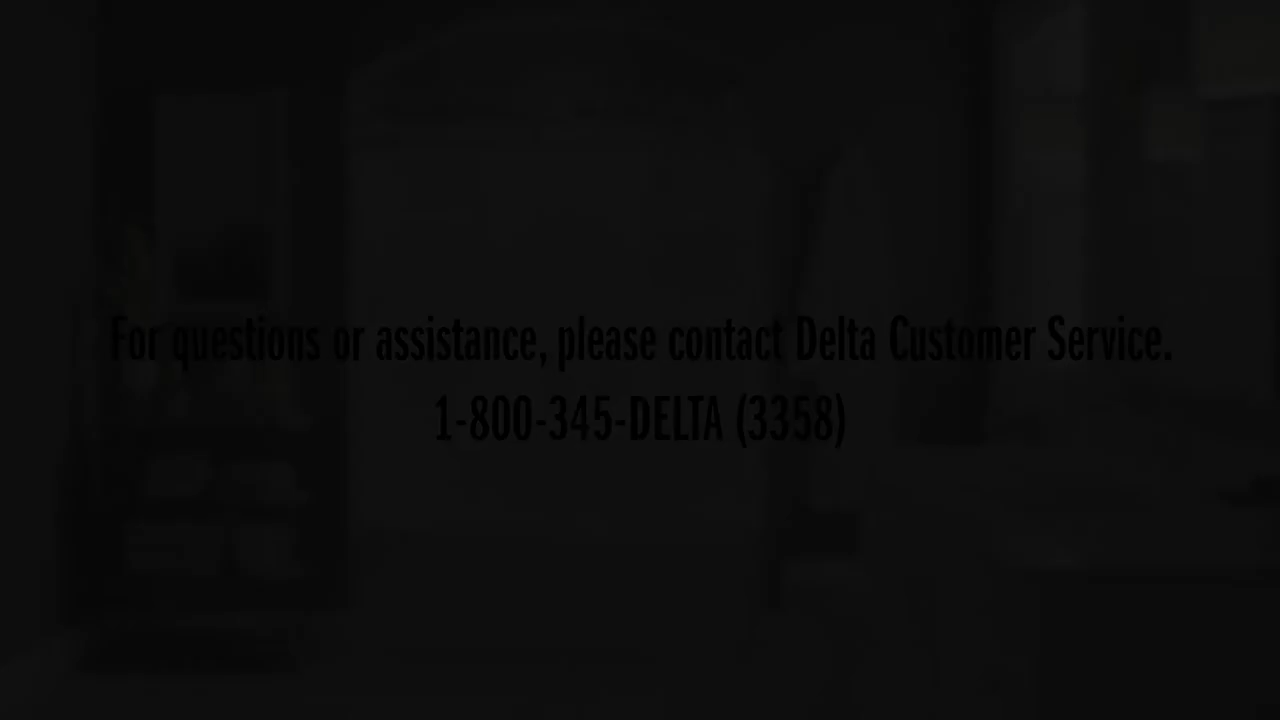 For questions or assistance, please contact Delta Customer Service.
1-800-345-DELTA (3358)